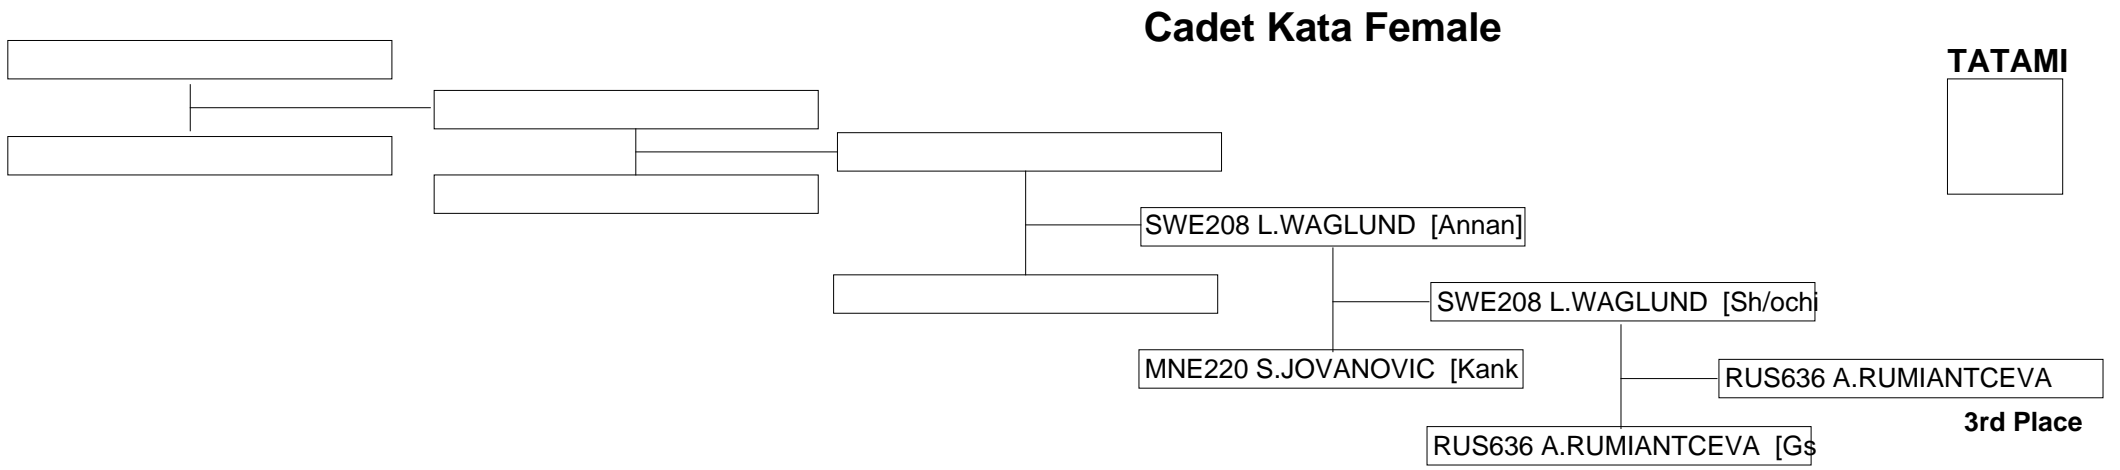 Cadet Kata Female
TATAMI
SWE208 L.WAGLUND [Annan]
SWE208 L.WAGLUND [Sh/ochi
MNE220 S.JOVANOVIC [Kank
RUS636 A.RUMIANTCEVA
3rd Place
RUS636 A.RUMIANTCEVA [Gs